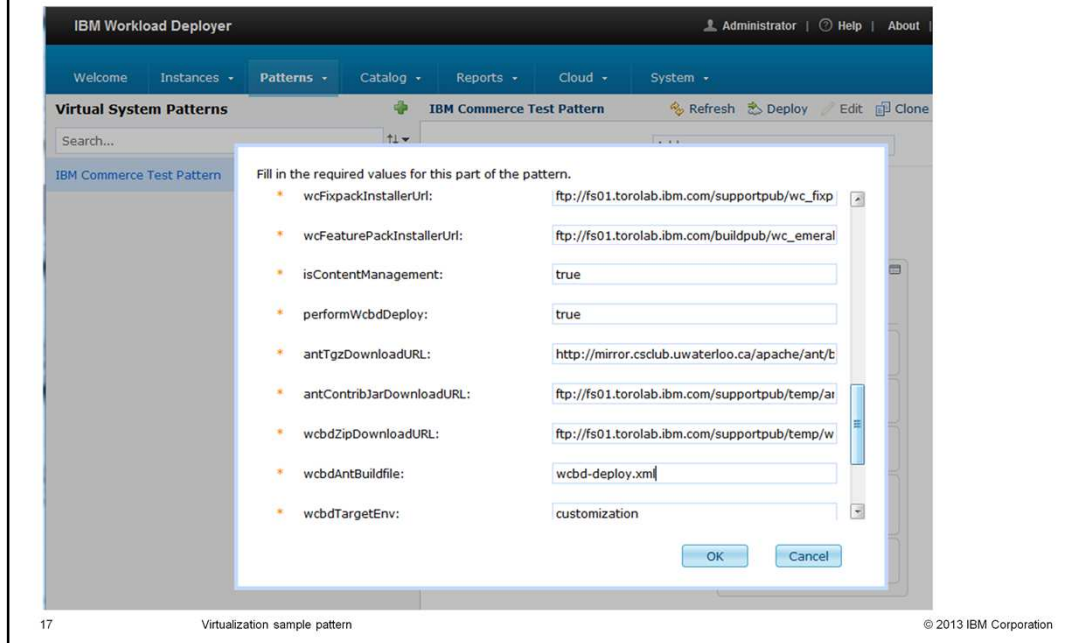 IBM Workload Deployer Administrator | Help | About |
Welcome Instances Patterns Catalog Reports Cloud System
Virtual System Patterns IBM Commerce Test Pattern Refresh Deploy Edit Clone
Search...
IBM Commerce Test Pattern
Fill in the required values for this part of the pattern.
* wcFixpackInstallerUrl: ftp://fs01.torolab.ibm.com/supportpub/wc_fixp
* wcFeaturePackInstallerUrl: ftp://fs01.torolab.ibm.com/buildpub/wc_emeral
* isContentManagement: true
* performWcbdDeploy: true
* antTgzDownloadURL: http://mirror.csclub.uwaterloo.ca/apache/ant/b
* antContribJarDownloadURL: ftp://fs01.torolab.ibm.com/supportpub/temp/ar
* wcbdZipDownloadURL: ftp://fs01.torolab.ibm.com/supportpub/temp/w
* wcbdAntBuildfile: wcbd-deploy.xml
* wcbdTargetEnv: customization
OK Cancel
17 Virtualization sample pattern © 2013 IBM Corporation